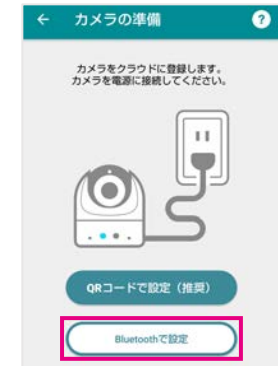 ← カメラの準備 ?
カメラをクラウドに登録します。
カメラを電源に接続してください。
QRコードで設定（推奨）
Bluetoothで設定